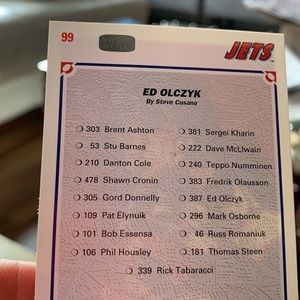 99
JETS
ED OLCZYK
By Steve Cusano
303 Brent Ashton
53 Stu Barnes
210 Danton Cole
478 Shawn Cronin
305 Gord Donnelly
109 Pat Elynuik
101 Bob Essensa
106 Phil Housley
381 Sergei Kharin
222 Dave McLlwain
240 Teppo Numminen
383 Fredrik Olausson
387 Ed Olczyk
296 Mark Osborne
46 Russ Romaniuk
181 Thomas Steen
339 Rick Tabaracci